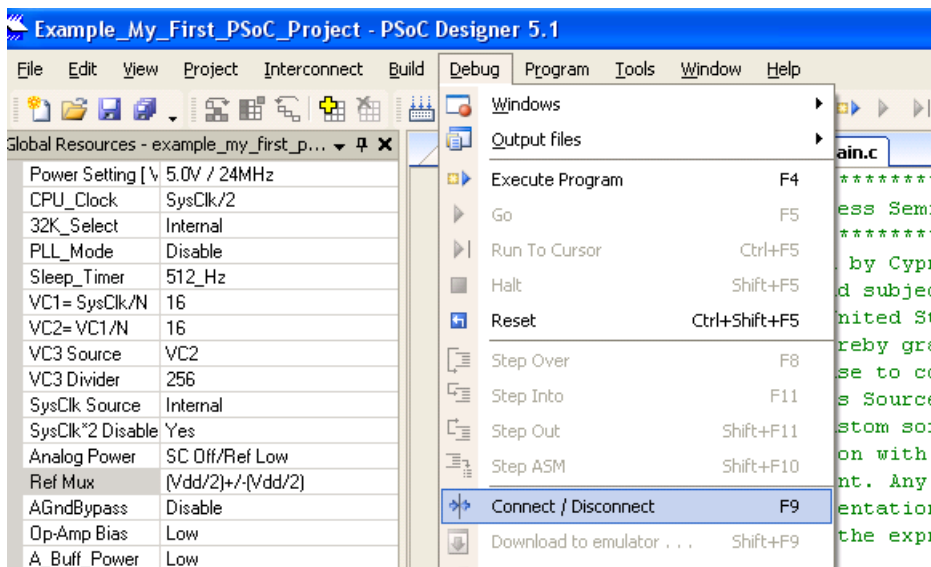 Example_My_First_PSoC_Project - PSoC Designer 5.1
File Edit View Project Interconnect Build Debug Program Tools Window Help
Global Resources - example_my_first_p...
Power Setting [ V 5.0V / 24MHz
CPU_Clock SysClk/2
32K_Select Internal
PLL_Mode Disable
Sleep_Timer 512_Hz
VC1= SysClk/N 16
VC2= VC1/N 16
VC3 Source VC2
VC3 Divider 256
SysClk Source Internal
SysClk*2 Disable Yes
Analog Power SC Off/Ref Low
Ref Mux (Vdd/2)+/-(Vdd/2)
AGndBypass Disable
Op-Amp Bias Low
A_Buff_Power Low
Windows
Output files
Execute Program F4
Go F5
Run To Cursor Ctrl+F5
Halt Shift+F5
Reset Ctrl+Shift+F5
Step Over F8
Step Into F11
Step Out Shift+F11
Step ASM Shift+F10
Connect / Disconnect F9
Download to emulator . . . Shift+F9
ain.c
********
ess Semi
********
by Cypr
d subjec
nited St
reby gra
se to co
s Source
stom sof
on with
nt. Any
entation
the expr